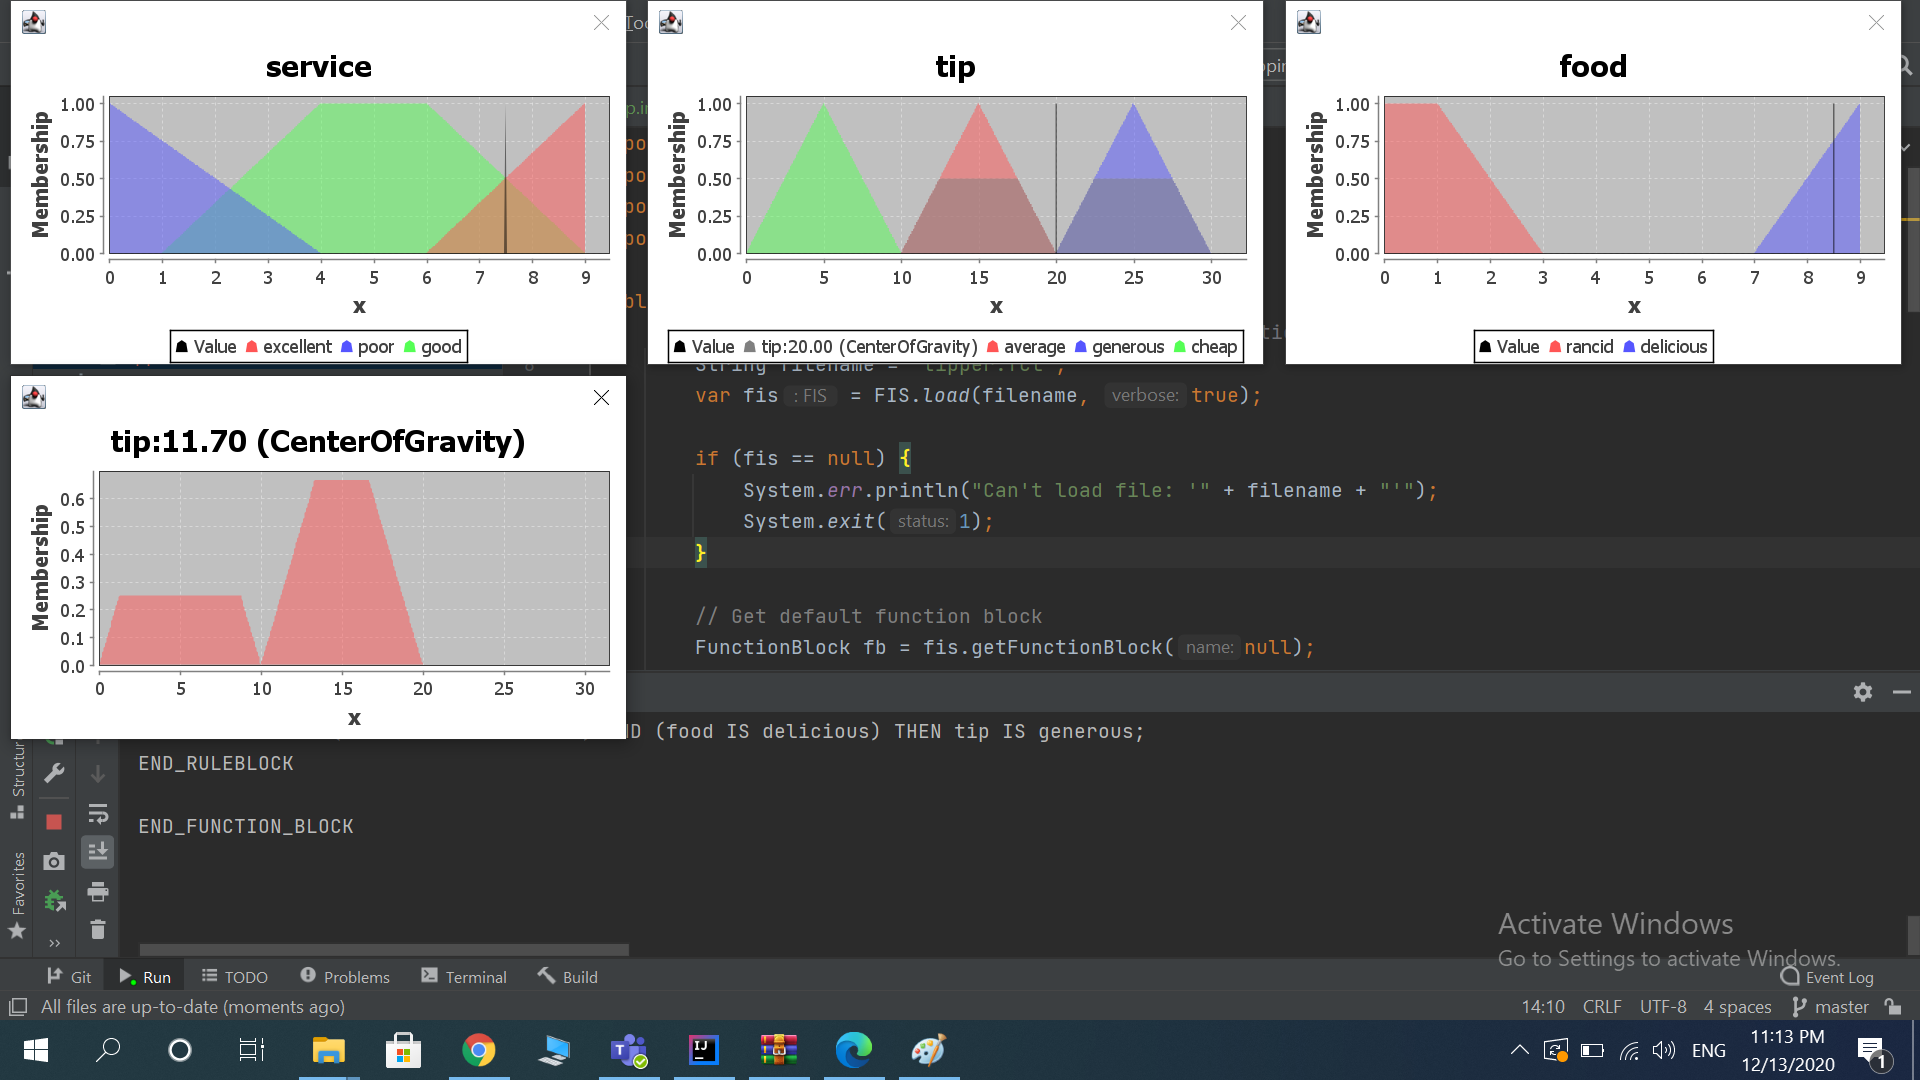 service
1.00
0.75
0.50
0.25
0.00
Membership
0 1 2 3 4 5 6 7 8 9
x
Value excellent poor good
tip
1.00
0.75
0.50
0.25
0.00
Membership
0 5 10 15 20 25 30
x
Value tip:20.00 (CenterOfGravity) average generous cheap
food
1.00
0.75
0.50
0.25
0.00
Membership
0 1 2 3 4 5 6 7 8 9
x
Value rancid delicious
tip:11.70 (CenterOfGravity)
0.6
0.5
0.4
0.3
0.2
0.1
0.0
Membership
0 5 10 15 20 25 30
x
String filename = "tipper.fcl";
var fis : FIS = FIS.load(filename, verbose: true);
if (fis == null) {
System.err.println("Can't load file: '" + filename + "'");
System.exit( status: 1);
}
// Get default function block
FunctionBlock fb = fis.getFunctionBlock( name: null);
(food IS delicious) THEN tip IS generous;
END_RULEBLOCK
END_FUNCTION_BLOCK
Favorites
Activate Windows
Go to Settings to activate Windows.
Git Run TODO Problems Terminal Build Event Log
All files are up-to-date (moments ago) 14:10 CRLF UTF-8 4 spaces master
ENG 11:13 PM
12/13/2020
1